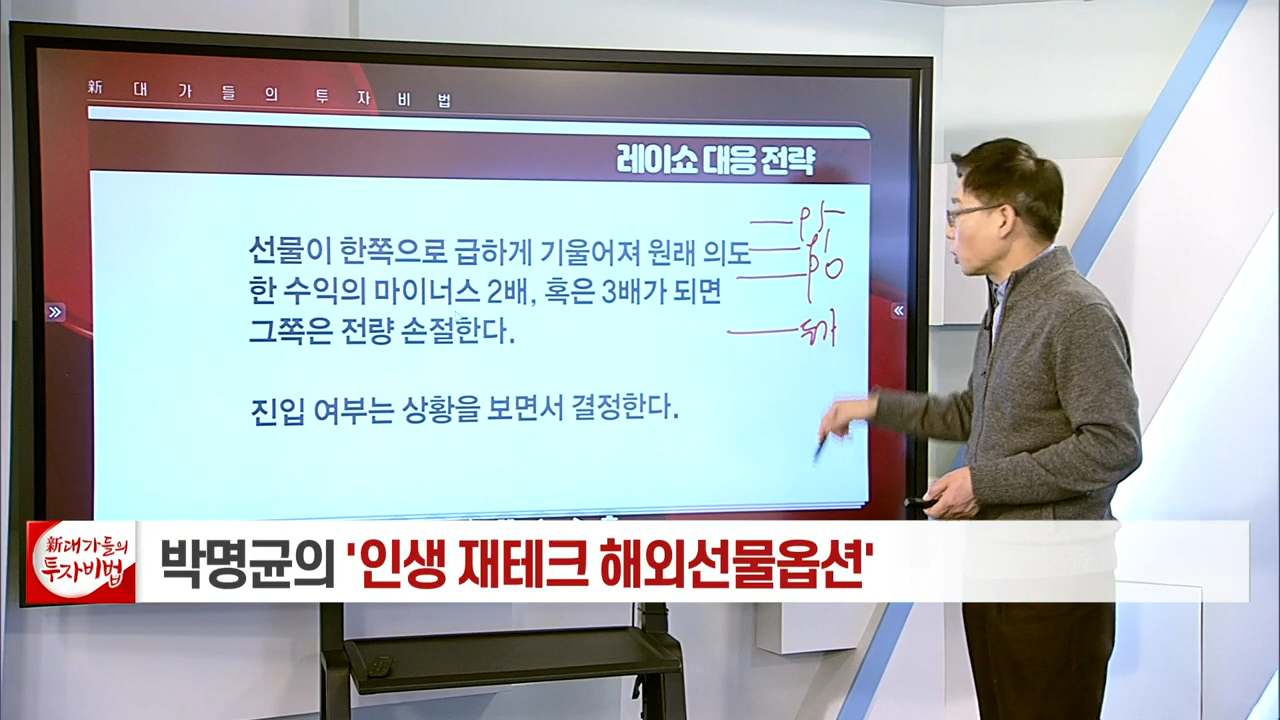 新 대 가 들 의 투 자 비 법
레이쇼 대응 전략
선물이 한쪽으로 급하게 기울어져 원래 의도
한 수익의 마이너스 2배, 혹은 3배가 되면
그쪽은 전량 손절한다.
진입 여부는 상황을 보면서 결정한다.
新대가들의
투자비법
박명균의 '인생 재테크 해외선물옵션'